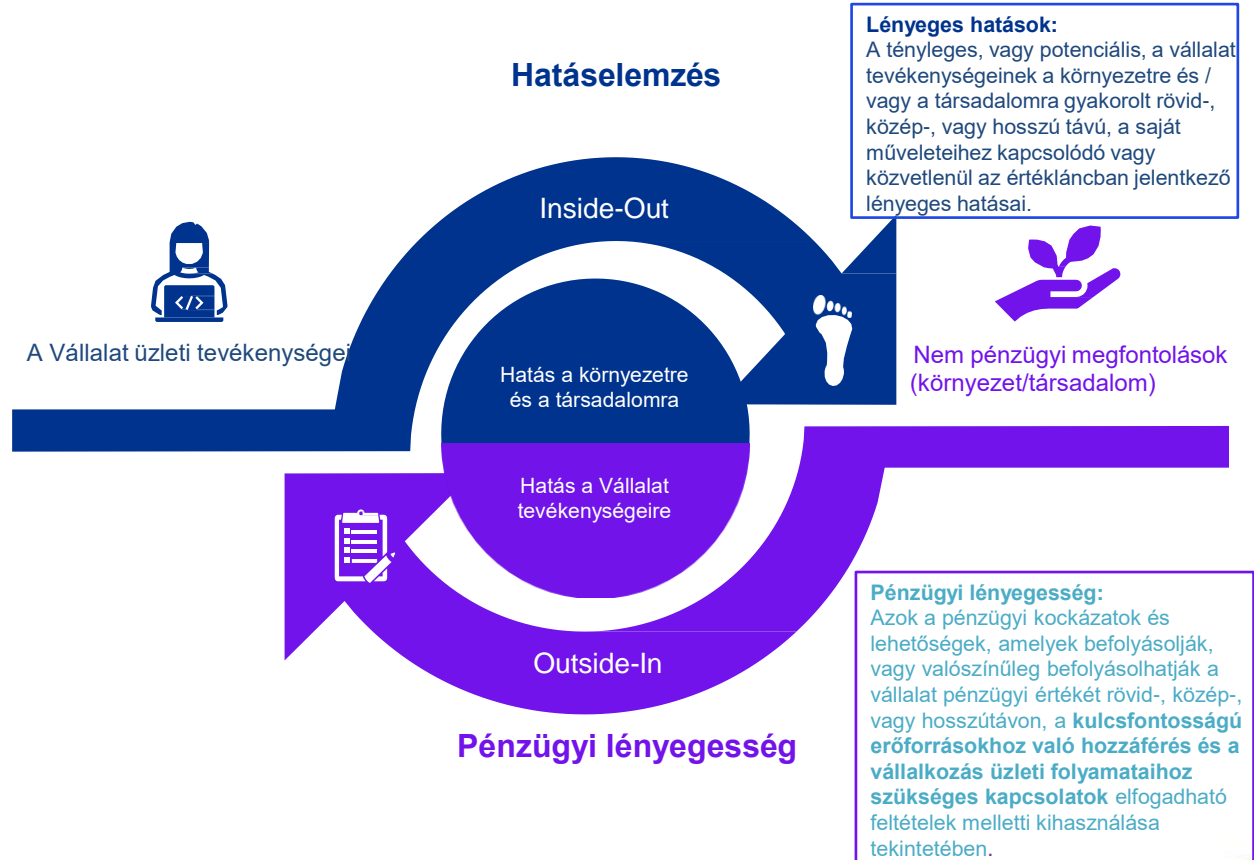 Lényeges hatások:
A tényleges, vagy potenciális, a vállalat
tevékenységeinek a környezetre és /
vagy a társadalomra gyakorolt rövid-,
közép-, vagy hosszú távú, a saját
műveleteihez kapcsolódó vagy
közvetlenül az értékláncban jelentkező
lényeges hatásai.
Hatáselemzés
Inside-Out
</>
A Vállalat üzleti tevékenységei
Hatás a környezetre
és a társadalomra
Nem pénzügyi megfontolások
(környezet/társadalom)
Hatás a Vállalat
tevékenységeire
Outside-In
Pénzügyi lényegesség
Pénzügyi lényegesség:
Azok a pénzügyi kockázatok és
lehetőségek, amelyek befolyásolják,
vagy valószínűleg befolyásolhatják a
vállalat pénzügyi értékét rövid-, közép-,
vagy hosszútávon, a kulcsfontosságú
erőforrásokhoz való hozzáférés és a
vállalkozás üzleti folyamataihoz
szükséges kapcsolatok elfogadható
feltételek melletti kihasználása
tekintetében.